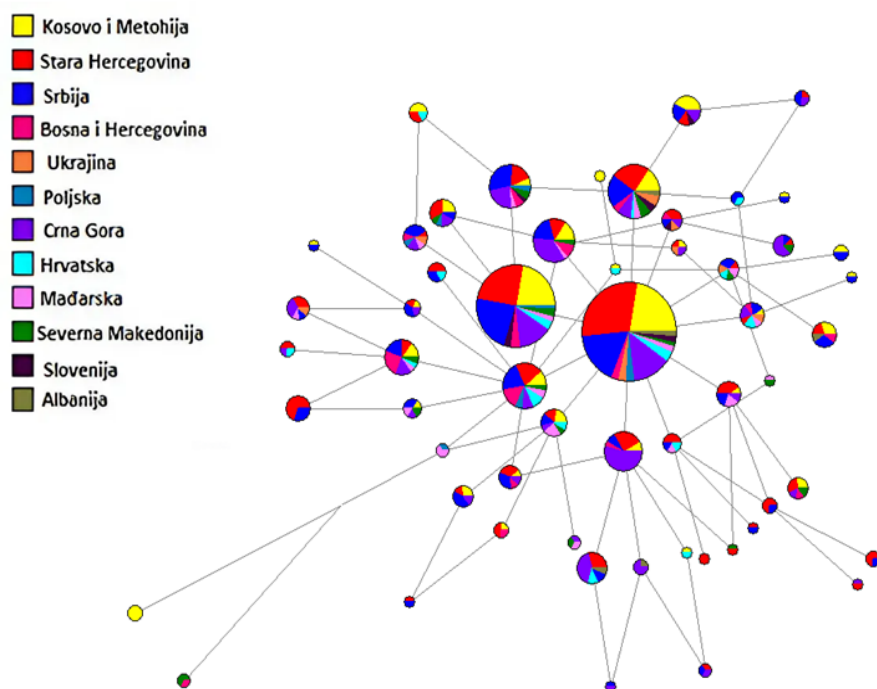 Kosovo i Metohija
Stara Hercegovina
Srbija
Bosna i Hercegovina
Ukrajina
Poljska
Crna Gora
Hrvatska
Mađarska
Severna Makedonija
Slovenija
Albanija